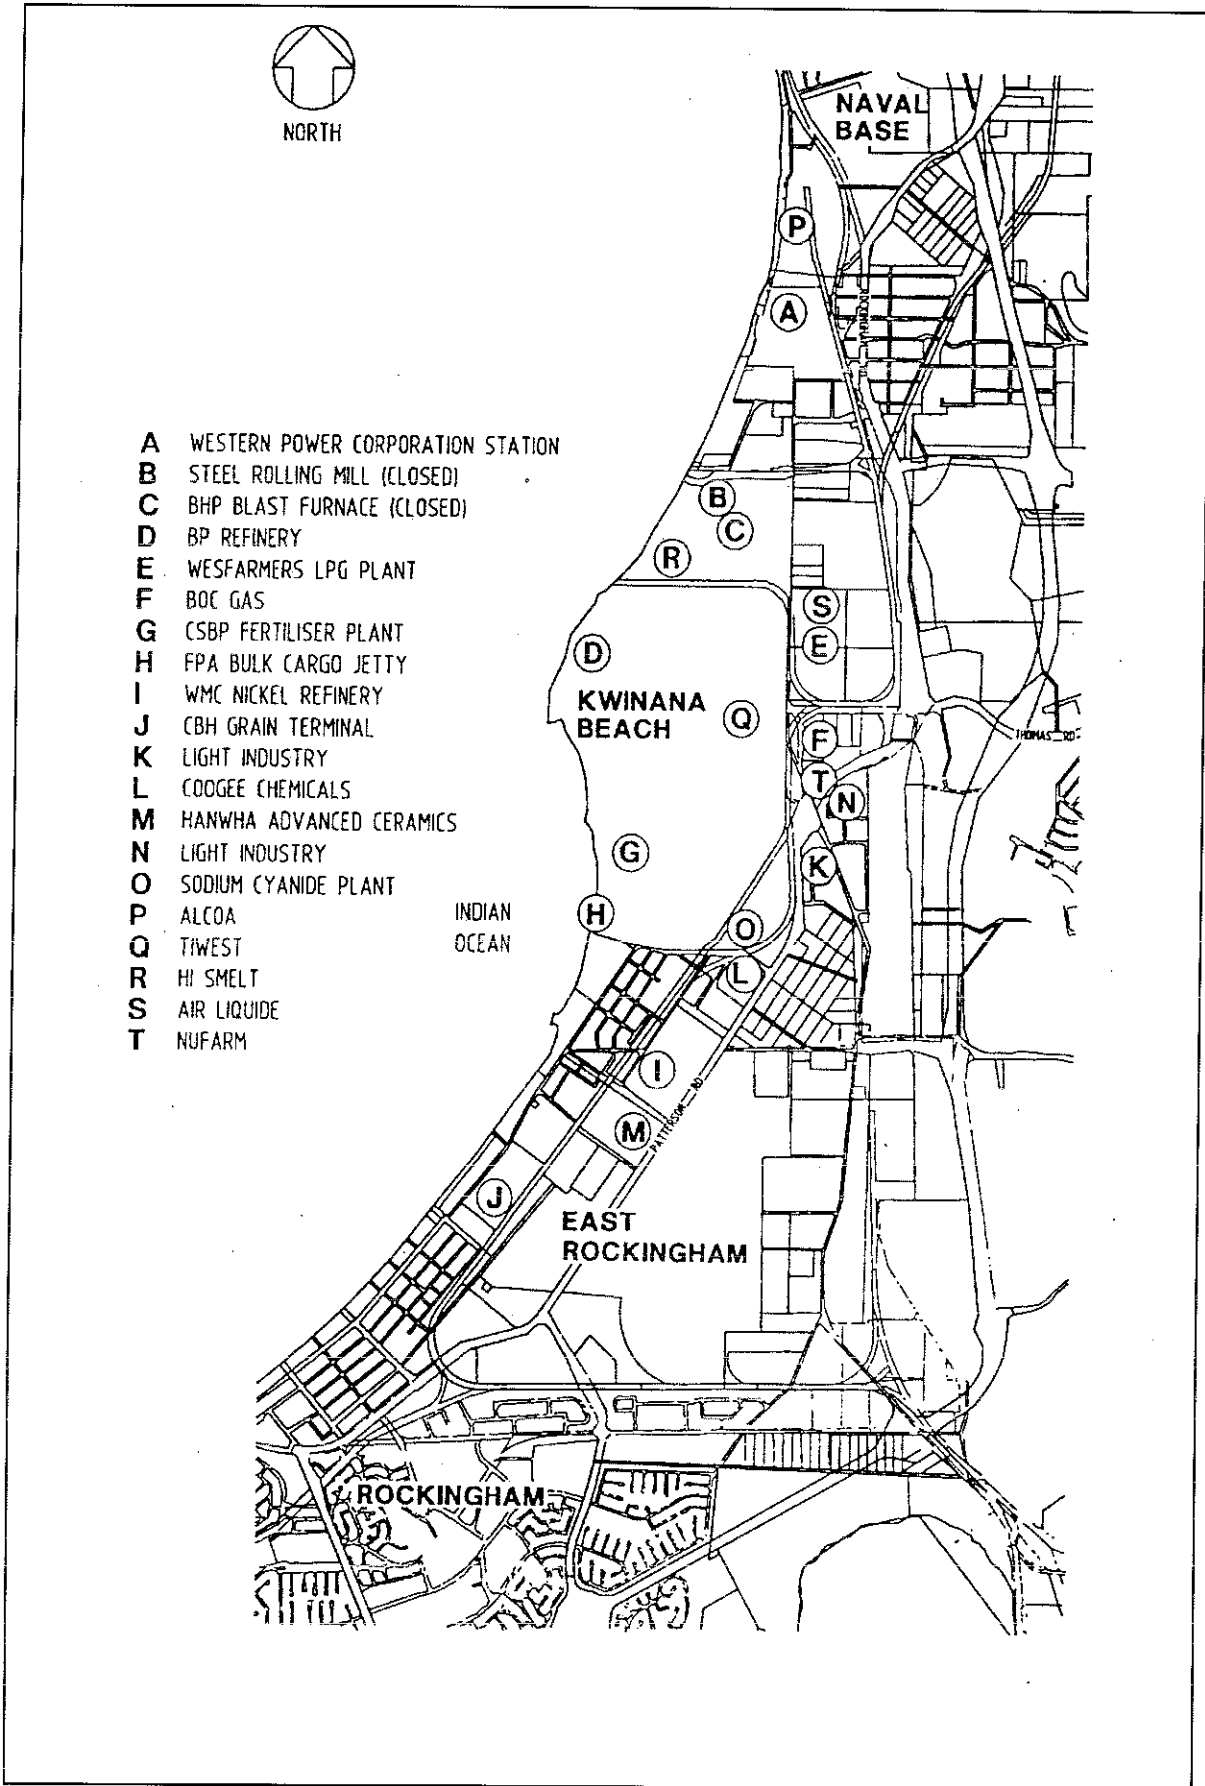 NORTH
NAVAL
BASE
P
A
ROCKINGHAM
A WESTERN POWER CORPORATION STATION
B STEEL ROLLING MILL (CLOSED)
C BHP BLAST FURNACE (CLOSED)
D BP REFINERY
E WESFARMERS LPG PLANT
F BOC GAS
G CSBP FERTILISER PLANT
H FPA BULK CARGO JETTY
I WMC NICKEL REFINERY
J CBH GRAIN TERMINAL
K LIGHT INDUSTRY
L COOGEE CHEMICALS
M HANWHA ADVANCED CERAMICS
N LIGHT INDUSTRY
O SODIUM CYANIDE PLANT
P ALCOA
Q TIWEST
R HI SMELT
S AIR LIQUIDE
T NUFARM
INDIAN
OCEAN
B
C
R
S
E
D
KWINANA
BEACH
Q
F
THOMAS RD
T
N
G
K
H
O
L
I
PATTERSON RD
M
J
EAST
ROCKINGHAM
ROCKINGHAM